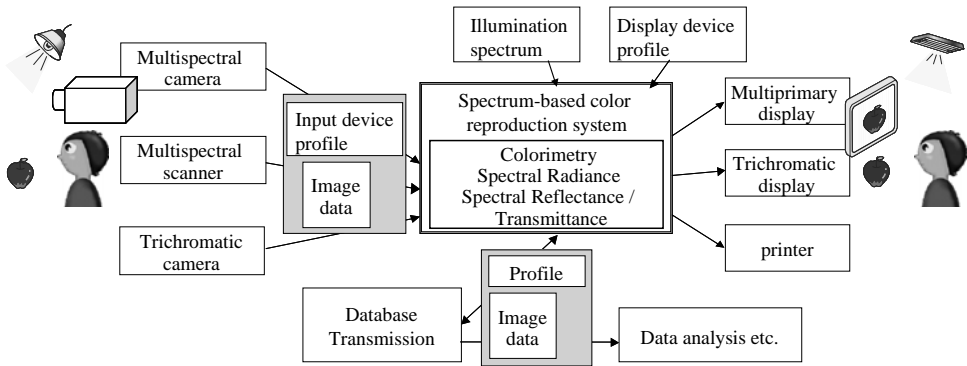 Illumination
spectrum
Display device
profile
Multispectral
camera
Input device
profile
Image
data
Multispectral
scanner
Trichromatic
camera
Spectrum-based color
reproduction system
Colorimetry
Spectral Radiance
Spectral Reflectance /
Transmittance
Multiprimary
display
Trichromatic
display
printer
Profile
Image
data
Database
Transmission
Data analysis etc.